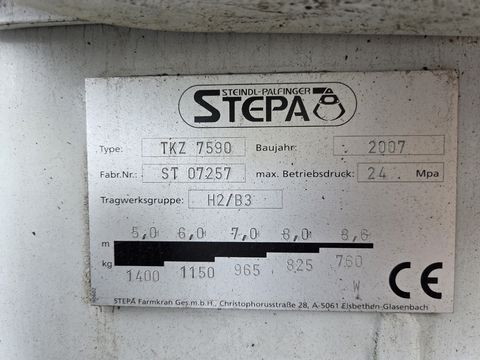 STEINDL-PALFINGER
STEPA
Type: TKZ 7590 Baujahr: 2007
Fabr.Nr.: ST 07257 max. Betriebsdruck: 24 Mpa
Tragwerksgruppe: H2/B3
m 5,0 6,0 7,0 8,0 8,6
kg 1400 1150 965 825 760
W
CE
STEPA Farmkran Ges.m.b.H., Christophorusstraße 28, A-5061 Elsbethen-Glasenbach